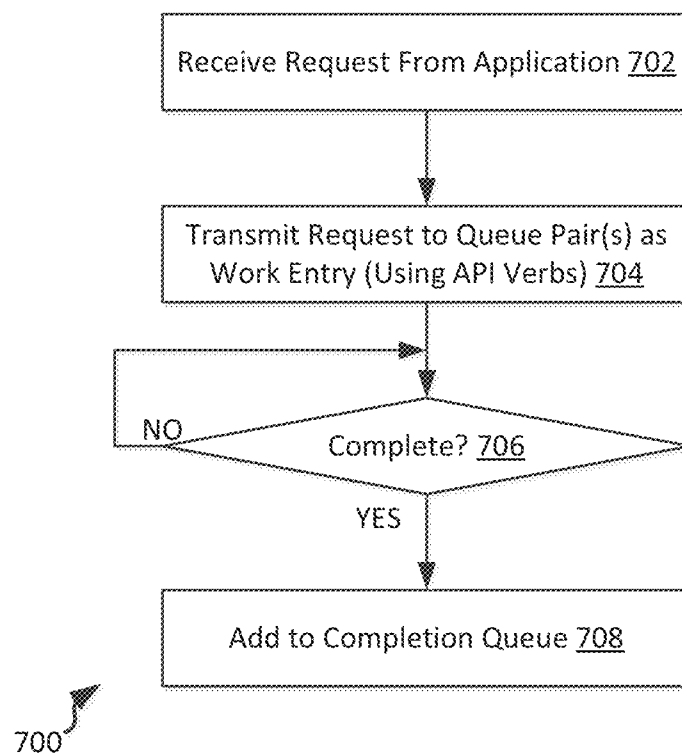 Receive Request From Application 702
Transmit Request to Queue Pair(s) as
Work Entry (Using API Verbs) 704
NO
Complete? 706
YES
Add to Completion Queue 708
700